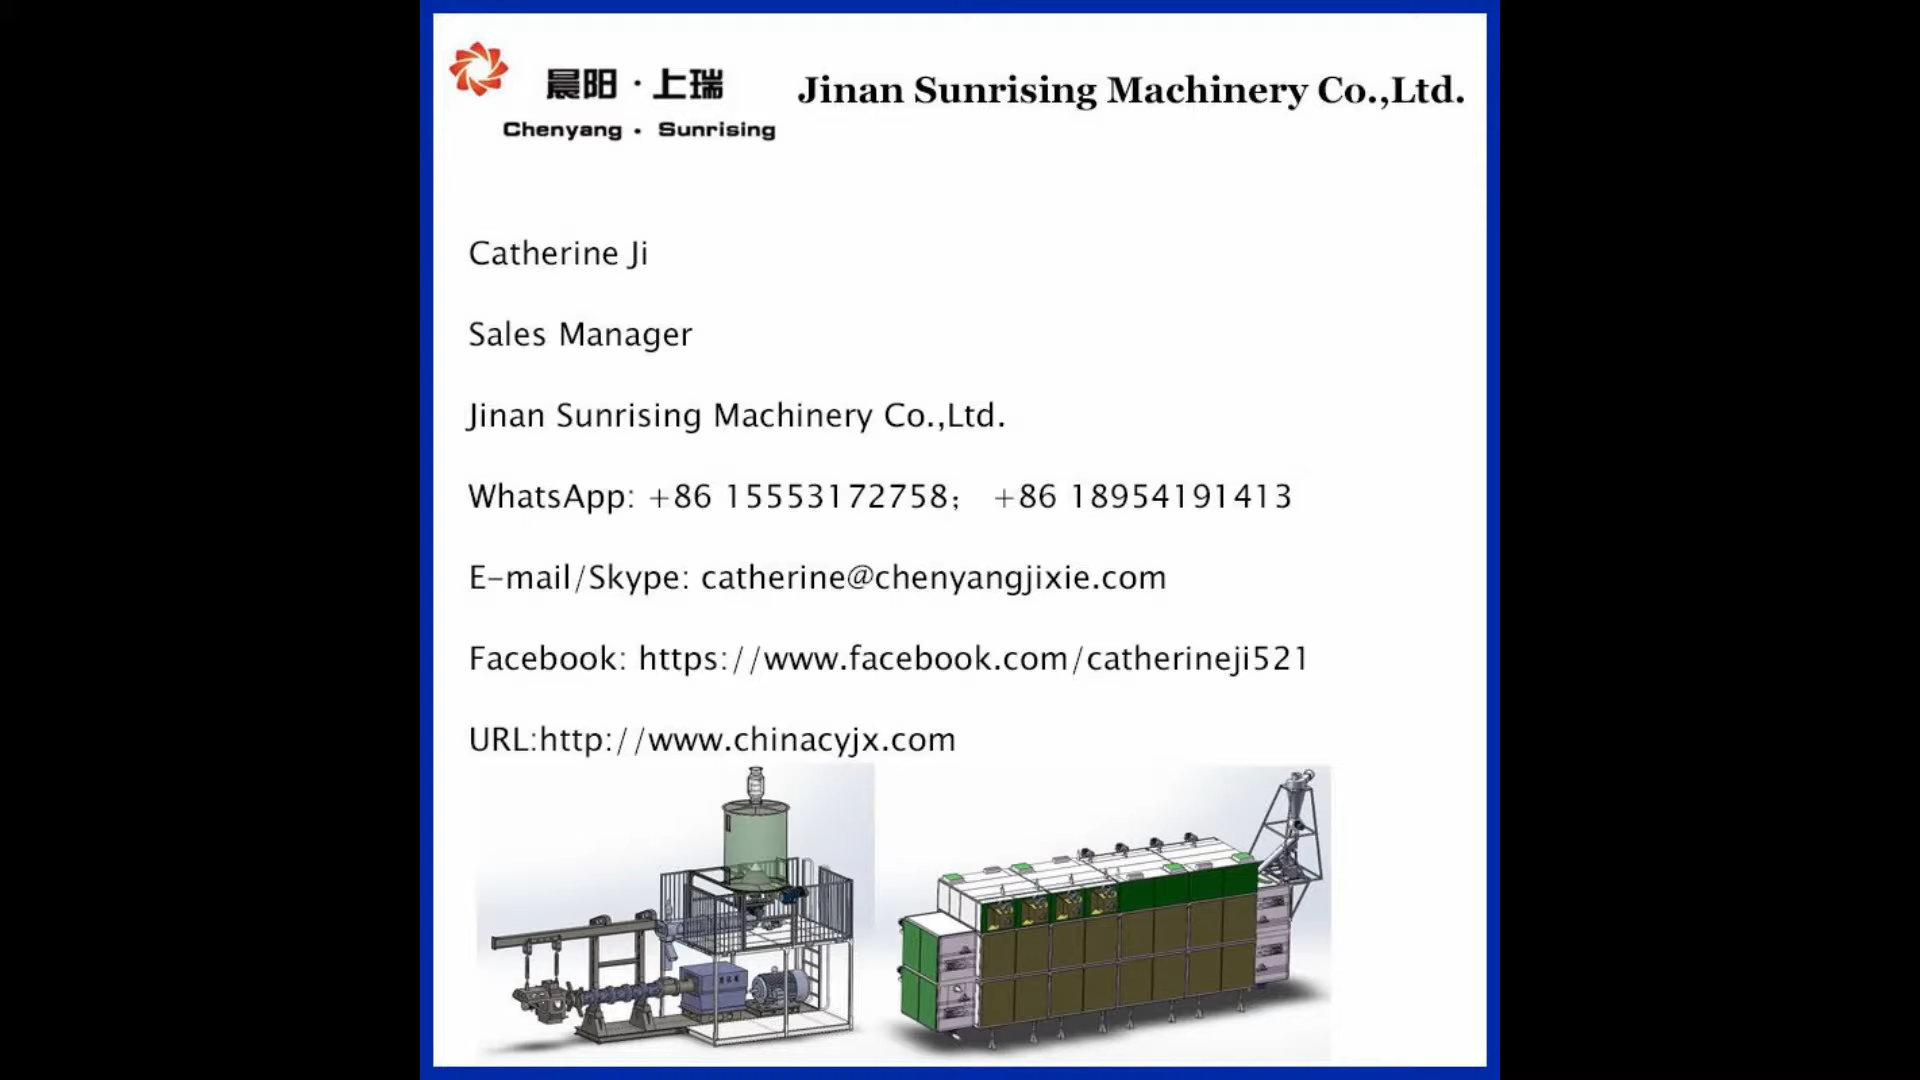 晨阳·上瑞
Chenyang · Sunrising
Jinan Sunrising Machinery Co.,Ltd.
Catherine Ji
Sales Manager
Jinan Sunrising Machinery Co.,Ltd.
WhatsApp: +86 15553172758； +86 18954191413
E-mail/Skype: catherine@chenyangjixie.com
Facebook: https://www.facebook.com/catherineji521
URL:http://www.chinacyjx.com